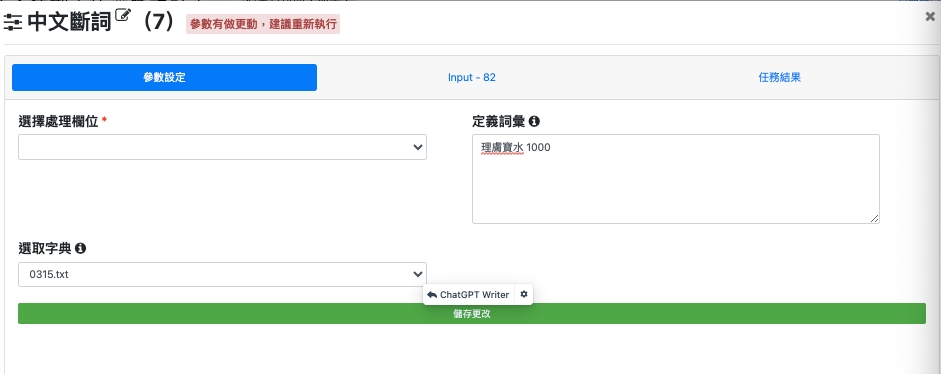 中文斷詞 (7) 參數有做更動，建議重新執行
參數設定 Input - 82 任務結果
選擇處理欄位 *
定義詞彙
理膚寶水 1000
選取字典
0315.txt
ChatGPT Writer
儲存更改